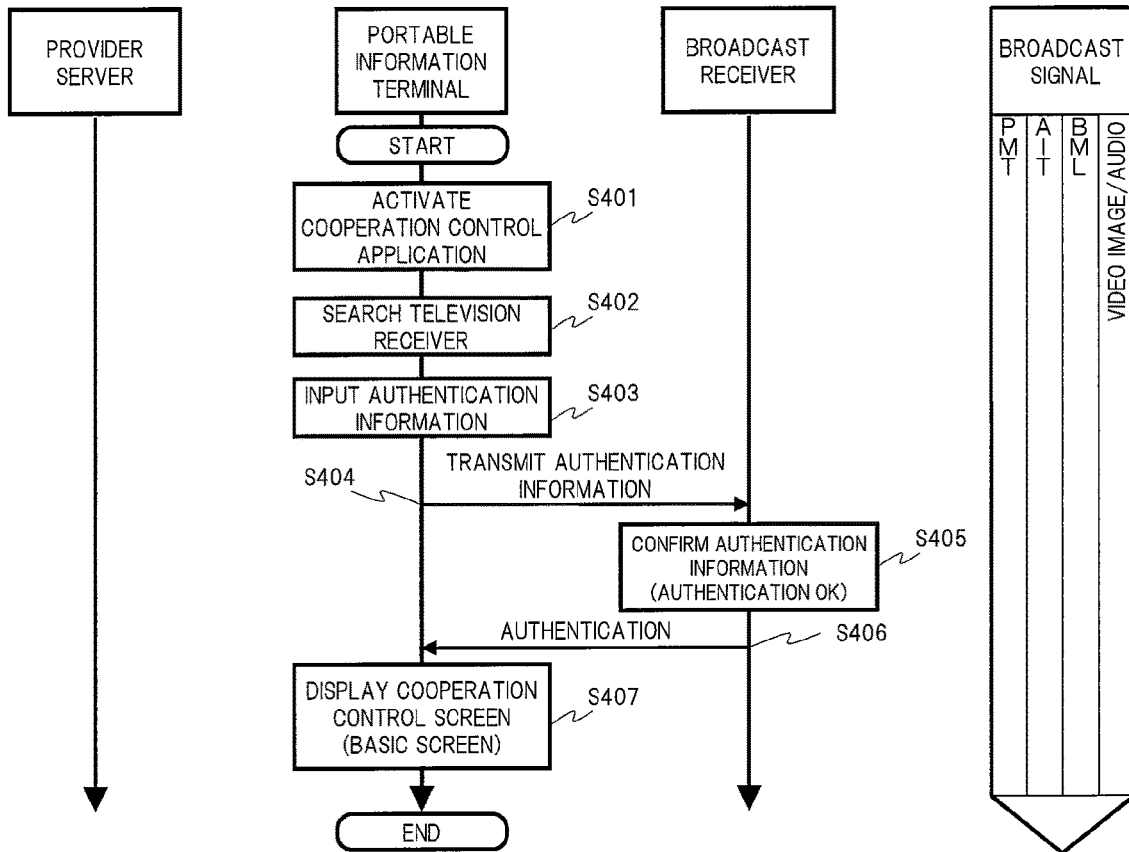 PROVIDER
SERVER
PORTABLE
INFORMATION
TERMINAL
BROADCAST
RECEIVER
BROADCAST
SIGNAL
PMT
AIT
BML
VIDEO IMAGE/AUDIO
START
ACTIVATE
COOPERATION CONTROL
APPLICATION
S401
SEARCH TELEVISION
RECEIVER
S402
INPUT AUTHENTICATION
INFORMATION
S403
S404
TRANSMIT AUTHENTICATION
INFORMATION
CONFIRM AUTHENTICATION
INFORMATION
(AUTHENTICATION OK)
S405
AUTHENTICATION
S406
DISPLAY COOPERATION
CONTROL SCREEN
(BASIC SCREEN)
S407
END